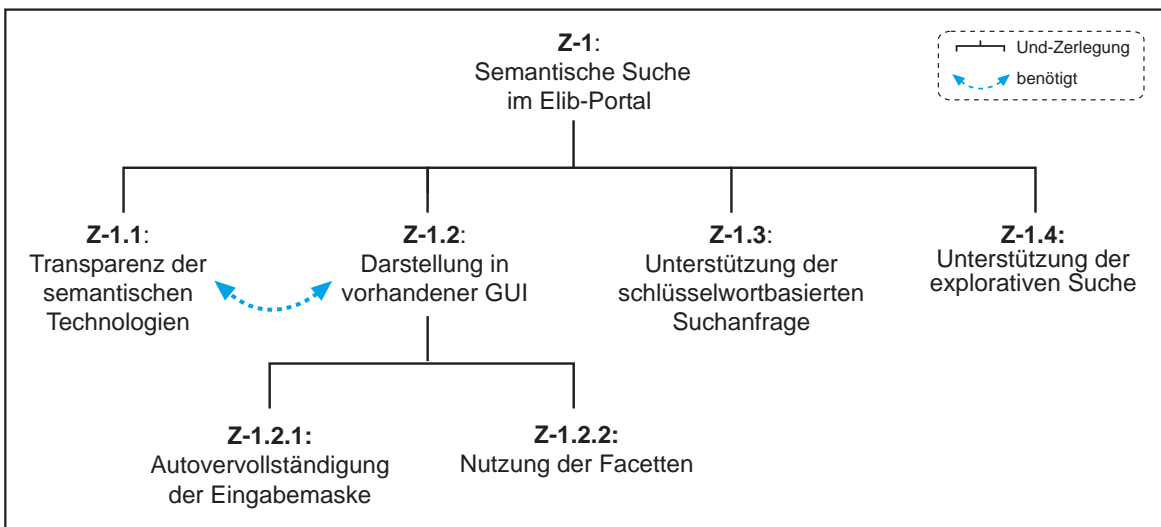 Z-1:
Semantische Suche
im Elib-Portal
Und-Zerlegung
benötigt
Z-1.1:
Transparenz der
semantischen
Technologien
Z-1.2:
Darstellung in
vorhandener GUI
Z-1.3:
Unterstützung der
schlüsselwortbasierten
Suchanfrage
Z-1.4:
Unterstützung der
explorativen Suche
Z-1.2.1:
Autovervollständigung
der Eingabemaske
Z-1.2.2:
Nutzung der Facetten